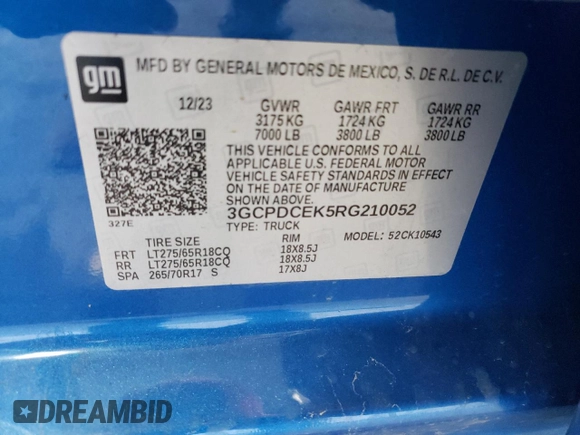 gm
MFD BY GENERAL MOTORS DE MEXICO, S. DE R.L. DE C.V.
12/23 GVWR GAWR FRT GAWR RR
3175 KG 1724 KG 1724 KG
7000 LB 3800 LB 3800 LB
THIS VEHICLE CONFORMS TO ALL
APPLICABLE U.S. FEDERAL MOTOR
VEHICLE SAFETY STANDARDS IN EFFECT
ON THE DATE OF MANUFACTURE
SHOWN ABOVE.
327E 3GCPDCEK5RG210052
TYPE: TRUCK
TIRE SIZE RIM MODEL: 52CK10543
FRT LT275/65R18CQ 18X8.5J
RR LT275/65R18CQ 18X8.5J
SPA 265/70R17 S 17X8J
DREAMBID